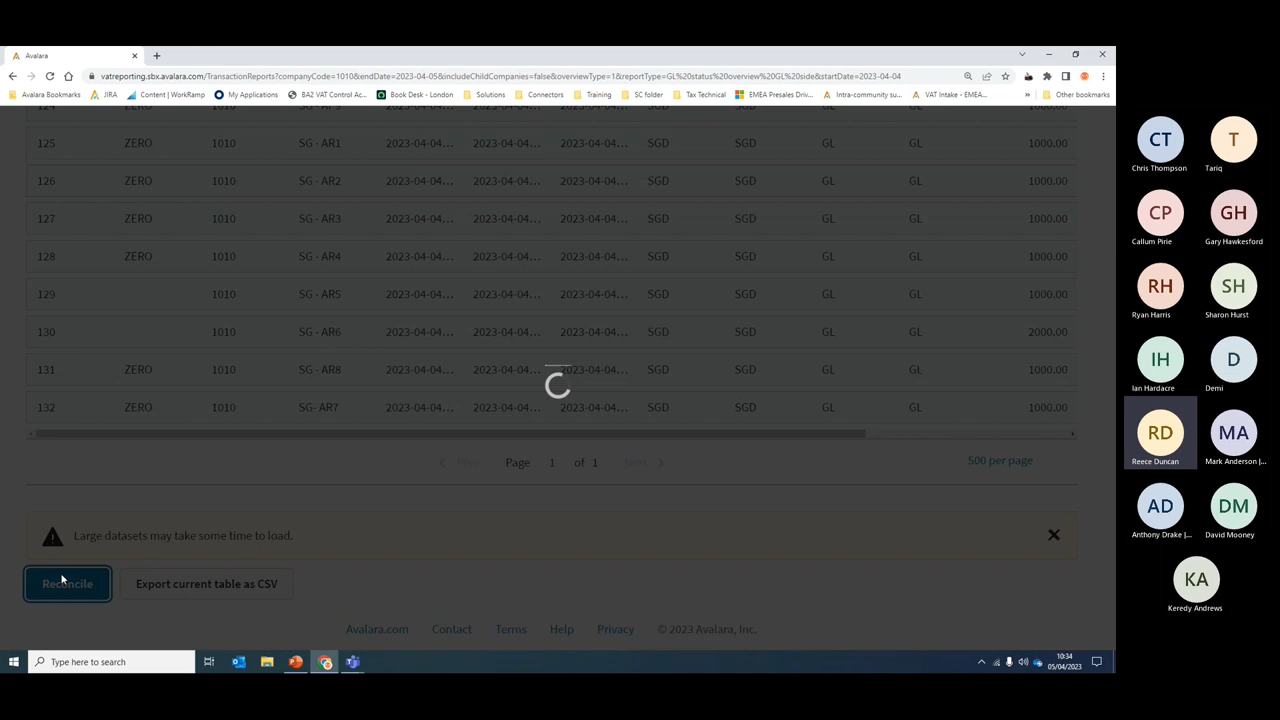 Avalara
vatreporting.sbx.avalara.com/TransactionReports?companyCode=1010&endDate=2023-04-05&includeChildCompanies=false&overviewType=1&reportType=GL%20status%20overview%20GL%20side&startDate=2023-04-04
Avalara Bookmarks JIRA Content | WorkRamp My Applications BA2 VAT Control Ac... Book Desk - London Solutions Connectors Training SC folder Tax Technical EMEA Presales Driv... Intra-community su... VAT Intake - EMEA... » Other bookmarks
125 ZERO 1010 SG - AR1 2023-04-04... 2023-04-04... 2023-04-04... SGD SGD GL GL 1000.00
126 ZERO 1010 SG - AR2 2023-04-04... 2023-04-04... 2023-04-04... SGD SGD GL GL 1000.00
127 ZERO 1010 SG - AR3 2023-04-04... 2023-04-04... 2023-04-04... SGD SGD GL GL 1000.00
128 ZERO 1010 SG - AR4 2023-04-04... 2023-04-04... 2023-04-04... SGD SGD GL GL 1000.00
129 1010 SG - AR5 2023-04-04... 2023-04-04... 2023-04-04... SGD SGD GL GL 1000.00
130 1010 SG - AR6 2023-04-04... 2023-04-04... 2023-04-04... SGD SGD GL GL 2000.00
131 ZERO 1010 SG - AR8 2023-04-04... 2023-04-04... 2023-04-04... SGD SGD GL GL 1000.00
132 ZERO 1010 SG- AR7 2023-04-04... 2023-04-04... 2023-04-04... SGD SGD GL GL 1000.00
Prev Page 1 of 1 Next 500 per page
Large datasets may take some time to load.
Reconcile Export current table as CSV
Avalara.com Contact Terms Help Privacy © 2023 Avalara, Inc.
Type here to search
10:34
05/04/2023
CT T
Chris Thompson Tariq
CP GH
Callum Pirie Gary Hawkesford
RH SH
Ryan Harris Sharon Hurst
IH D
Ian Hardacre Demi
RD MA
Reece Duncan Mark Anderson |...
AD DM
Anthony Drake |... David Mooney
KA
Keredy Andrews